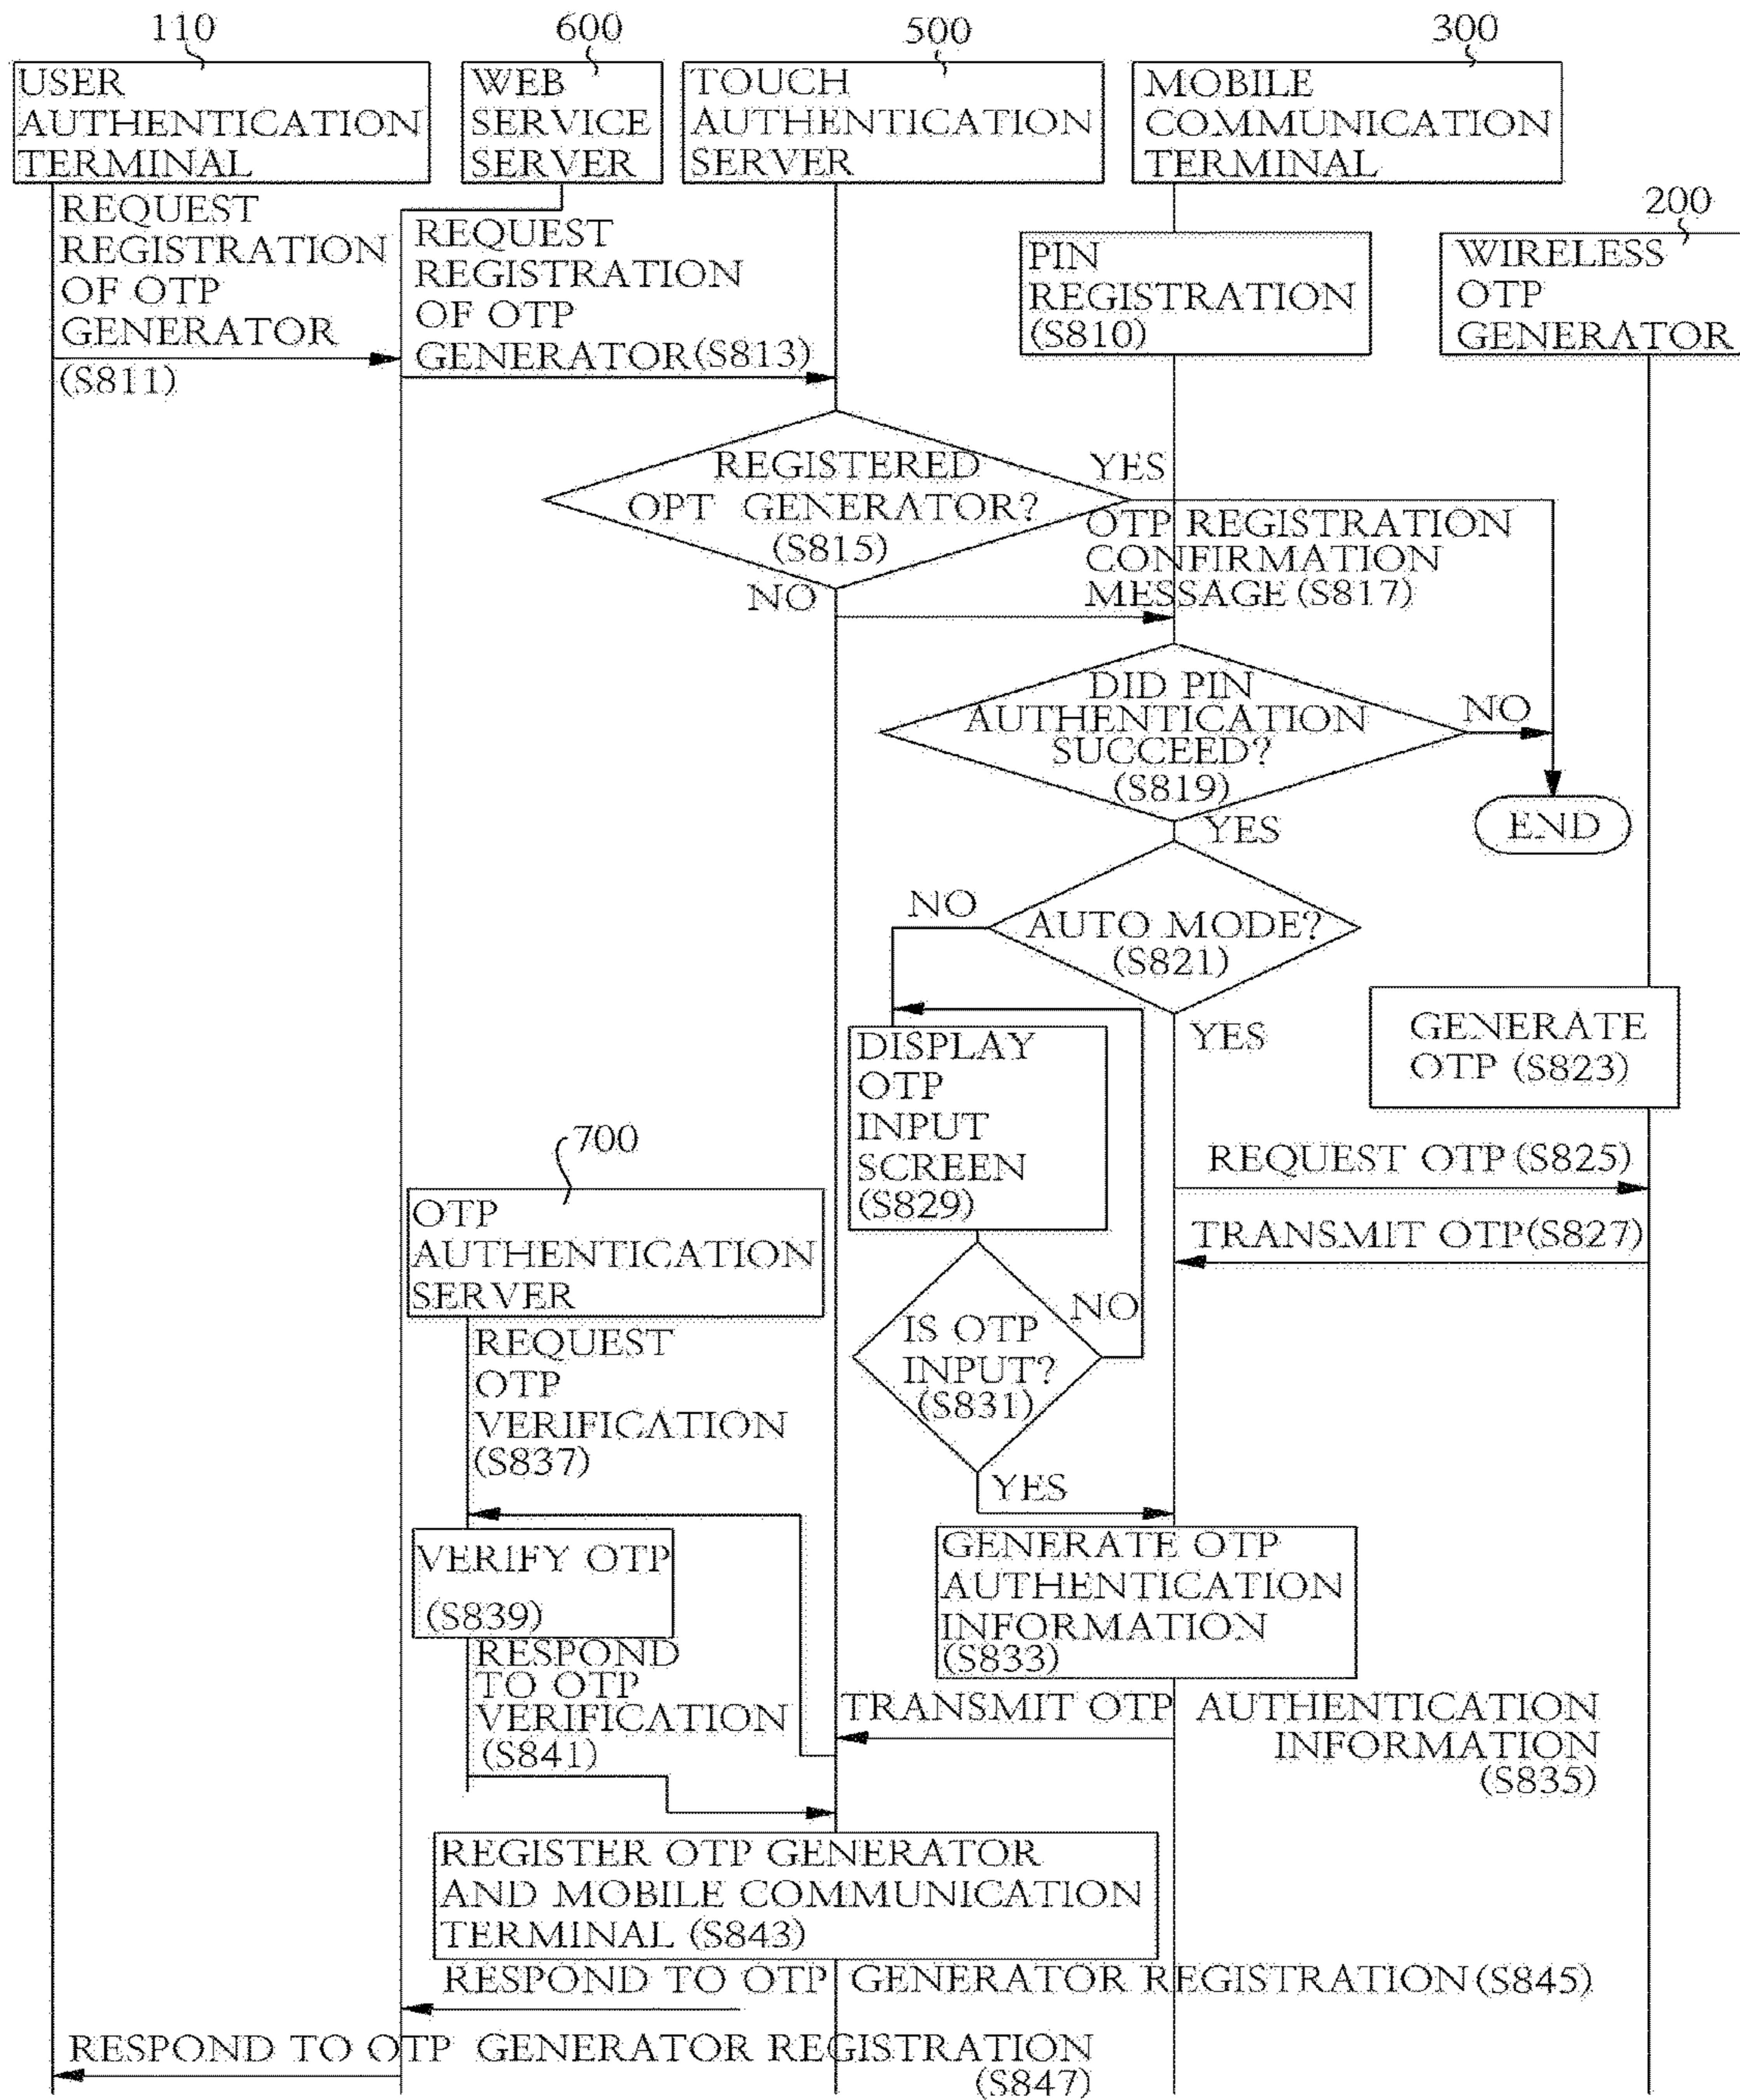 110
600
500
300
USER
AUTHENTICATION
TERMINAL
WEB
SERVICE
SERVER
TOUCH
AUTHENTICATION
SERVER
MOBILE
COMMUNICATION
TERMINAL
200
WIRELESS
OTP
GENERATOR
REQUEST
REGISTRATION
OF OTP
GENERATOR
(S811)
REQUEST
REGISTRATION
OF OTP
GENERATOR(S813)
PIN
REGISTRATION
(S810)
REGISTERED
OPT GENERATOR?
(S815)
YES
NO
OTP REGISTRATION
CONFIRMATION
MESSAGE (S817)
DID PIN
AUTHENTICATION
SUCCEED?
(S819)
NO
YES
END
AUTO MODE?
(S821)
NO
YES
GENERATE
OTP (S823)
DISPLAY
OTP
INPUT
SCREEN
(S829)
REQUEST OTP (S825)
TRANSMIT OTP(S827)
IS OTP
INPUT?
(S831)
NO
YES
700
OTP
AUTHENTICATION
SERVER
REQUEST
OTP
VERIFICATION
(S837)
VERIFY OTP
(S839)
GENERATE OTP
AUTHENTICATION
INFORMATION
(S833)
RESPOND
TO OTP
VERIFICATION
(S841)
TRANSMIT OTP AUTHENTICATION
INFORMATION
(S835)
REGISTER OTP GENERATOR
AND MOBILE COMMUNICATION
TERMINAL (S843)
RESPOND TO OTP GENERATOR REGISTRATION (S845)
RESPOND TO OTP GENERATOR REGISTRATION
(S847)